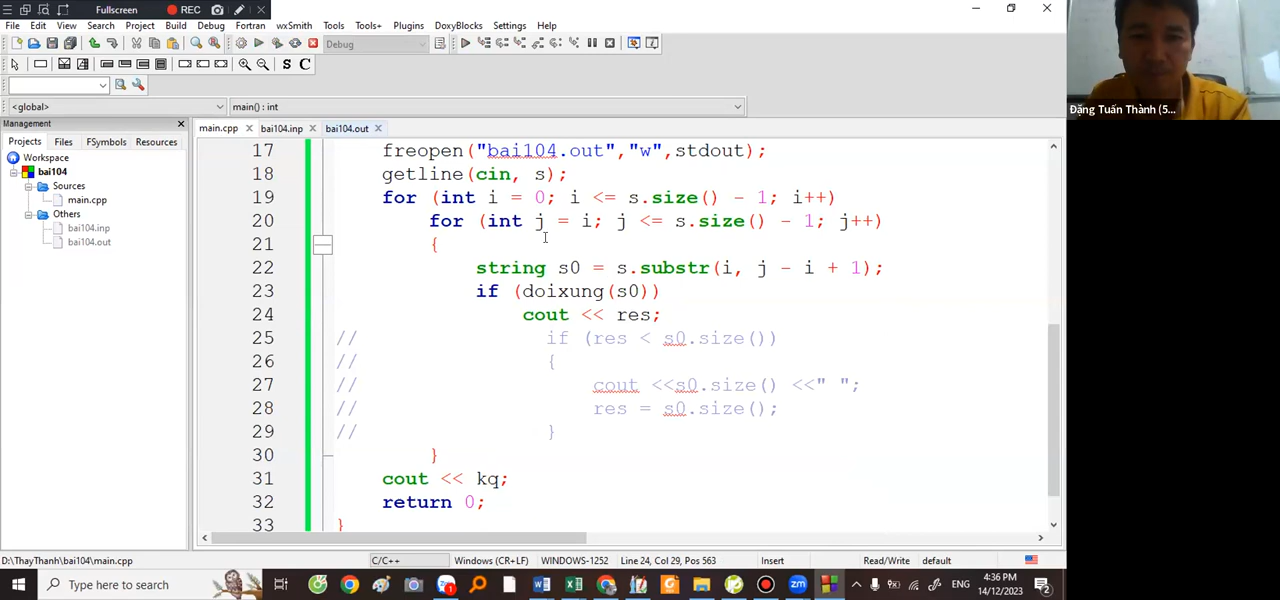 Fullscreen REC
File Edit View Search Project Build Debug Fortran wxSmith Tools Tools+ Plugins DoxyBlocks Settings Help
Debug
S C
<global> main() : int
Management
Projects Files FSymbols Resources
Workspace
bai104
Sources
main.cpp
Others
bai104.inp
bai104.out
main.cpp bai104.inp bai104.out
17 freopen("bai104.out","w",stdout);
18 getline(cin, s);
19 for (int i = 0; i <= s.size() - 1; i++)
20 for (int j = i; j <= s.size() - 1; j++)
21 {
22 string s0 = s.substr(i, j - i + 1);
23 if (doixung(s0))
24 cout << res;
25 // if (res < s0.size())
26 // {
27 // cout <<s0.size() <<" ";
28 // res = s0.size();
29 // }
30 }
31 cout << kq;
32 return 0;
33 }
D:\ThayThanh\bai104\main.cpp C/C++ Windows (CR+LF) WINDOWS-1252 Line 24, Col 29, Pos 563 Insert Read/Write default
Type here to search
ENG 4:36 PM 14/12/2023 2
Đặng Tuấn Thành (5...